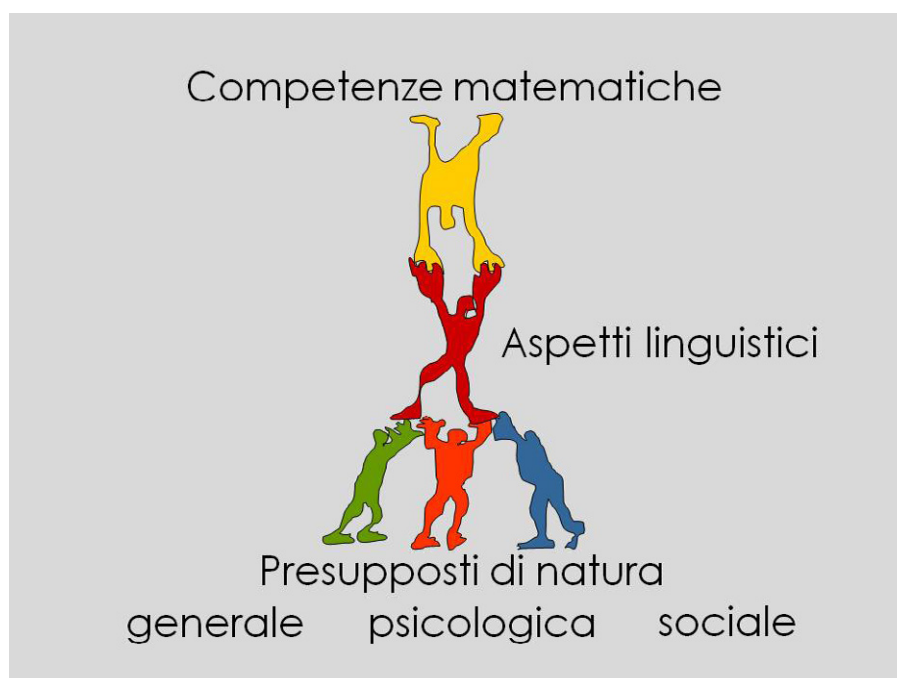 Competenze matematiche
Aspetti linguistici
Presupposti di natura
generale psicologica sociale